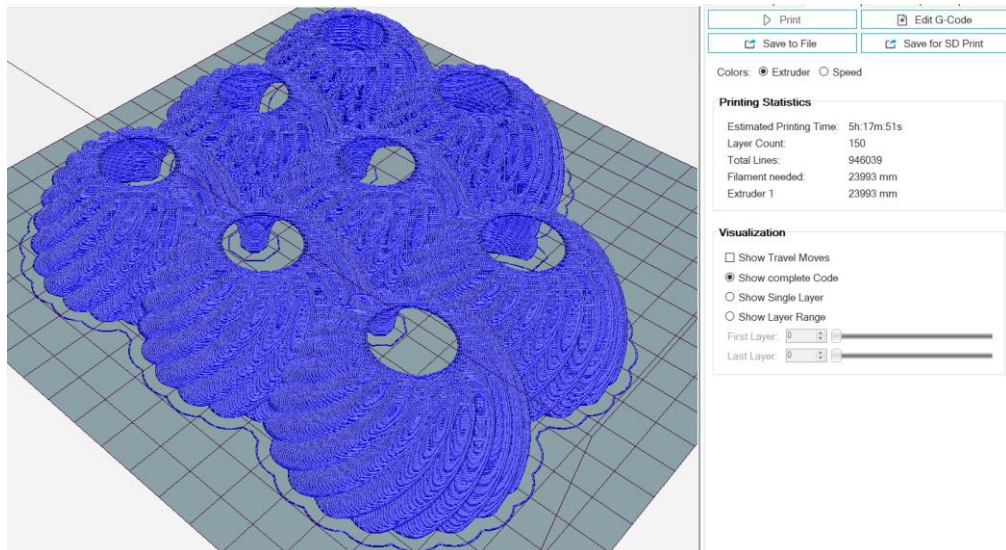 Print
Edit G-Code
Save to File
Save for SD Print
Colors: Extruder Speed
Printing Statistics
Estimated Printing Time: 5h:17m:51s
Layer Count: 150
Total Lines: 946039
Filament needed: 23993 mm
Extruder 1 23993 mm
Visualization
Show Travel Moves
Show complete Code
Show Single Layer
Show Layer Range
First Layer: 0
Last Layer: 0